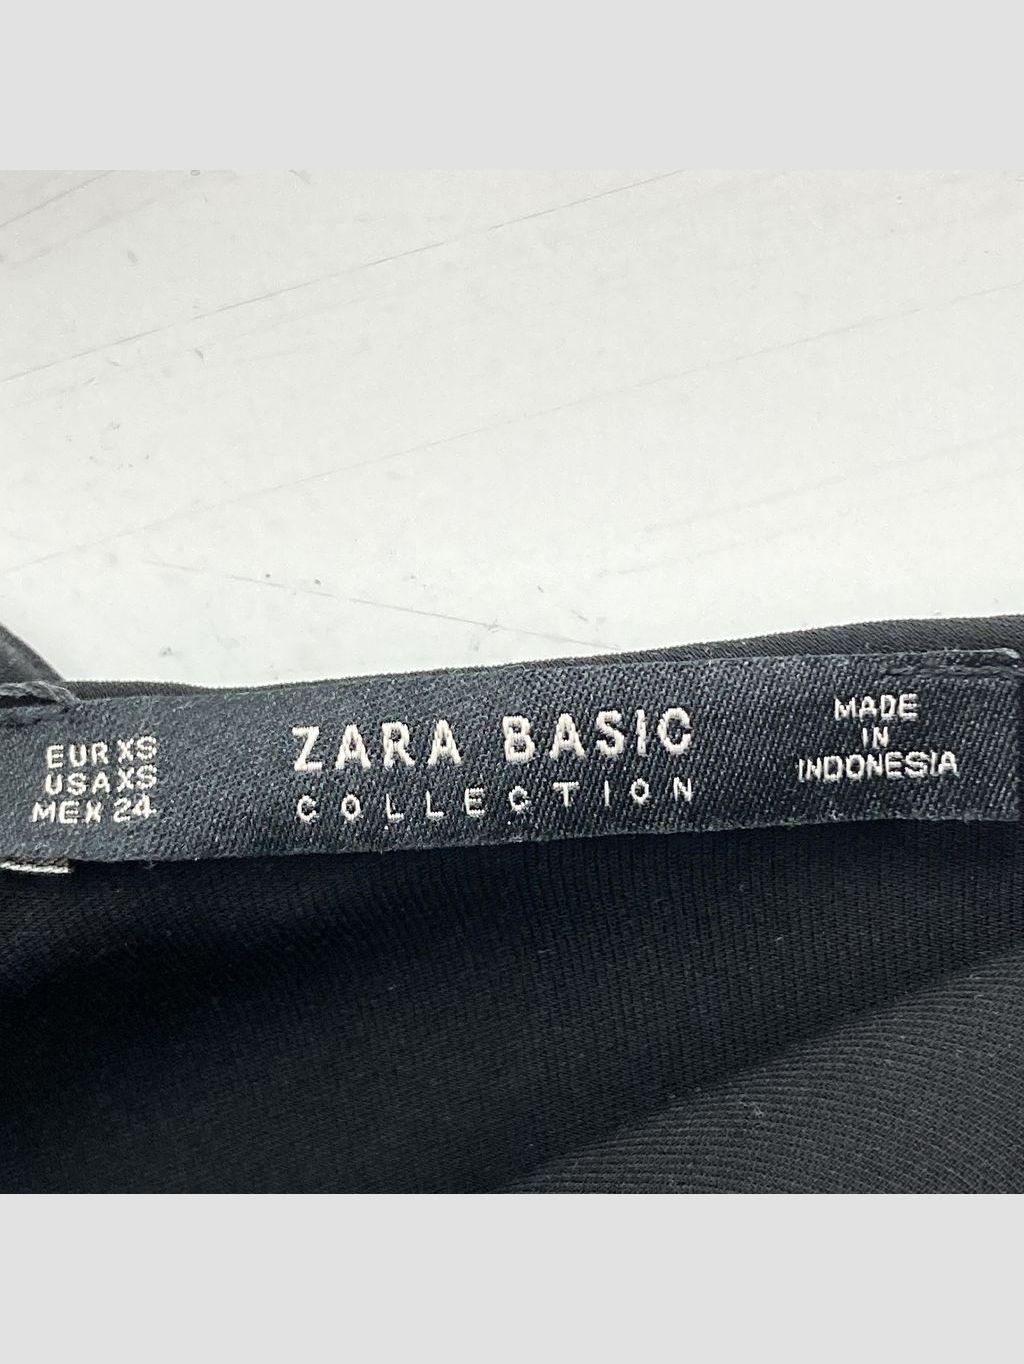 EUR XS
USA XS
MEX 24
ZARA BASIC
COLLECTION
MADE
IN
INDONESIA